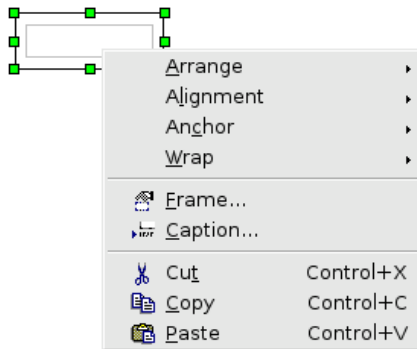 Arrange
Alignment
Anchor
Wrap
Frame...
Caption...
Cut Control+X
Copy Control+C
Paste Control+V